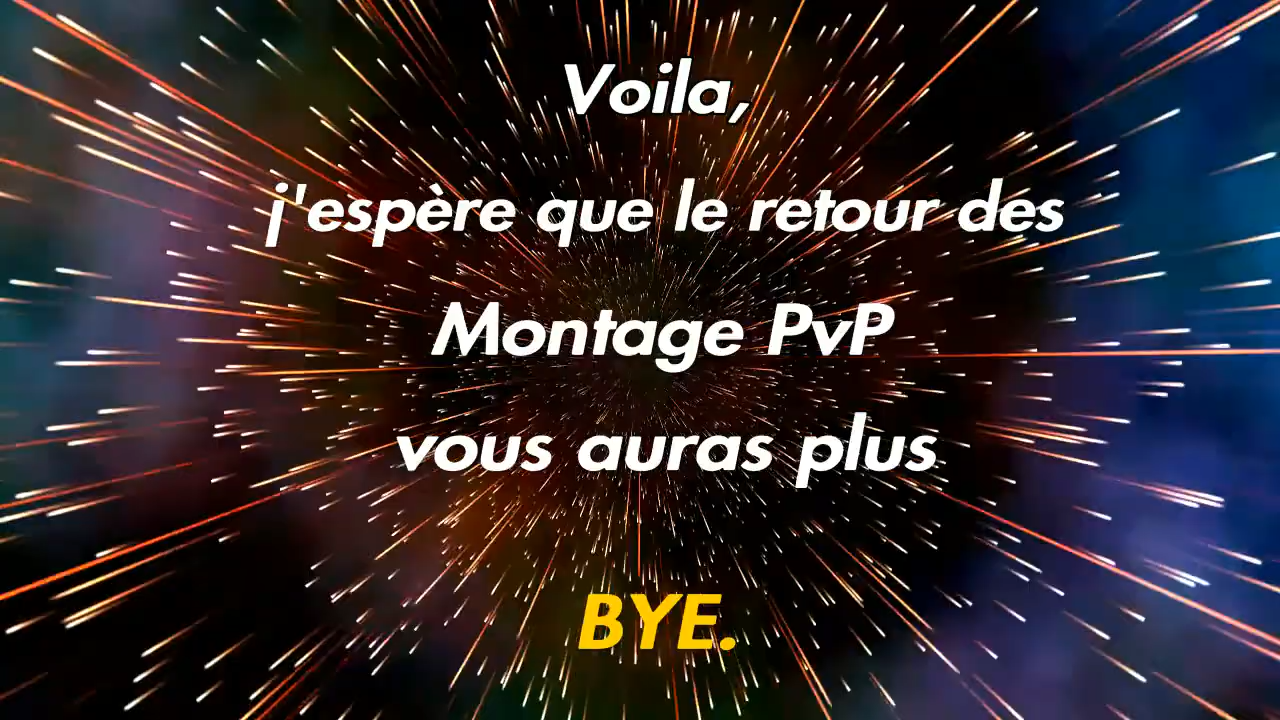 Voila,
j'espère que le retour des
Montage PvP
vous auras plus
BYE.